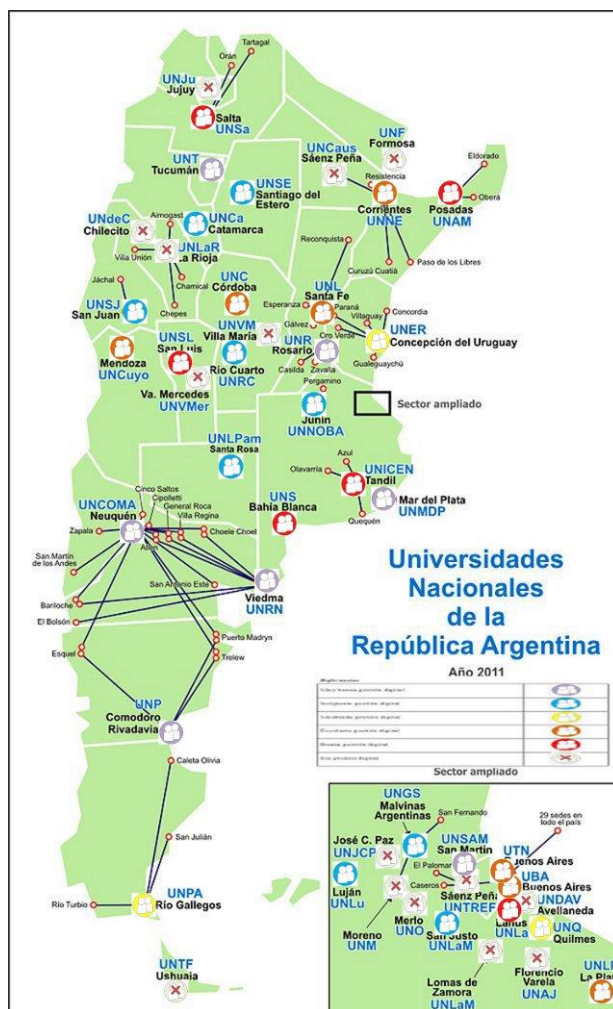 Tartagal
Orán
UNJu
Jujuy
Salta
UNSa
UNT
Tucumán
UNSE
Santiago del
Estero
UNCaus
Sáenz Peña
UNF
Formosa
Resistencia
Corrientes
UNNE
Eldorado
Oberá
Posadas
UNAM
Curuzú Cuatiá
Paso de los Libres
UNdeC
Chilecito
Aimogast
UNCa
Catamarca
UNLaR
La Rioja
Villa Unión
Chamical
Chepes
Jáchal
UNSJ
San Juan
UNC
Córdoba
Reconquista
UNL
Santa Fe
Esperanza
Paraná
Gálvez
Oro Verde
Villaguay
Concordia
UNER
Concepción del Uruguay
Gualeguaychú
Mendoza
UNCuyo
UNSL
San Luis
Va. Mercedes
UNVMer
UNVM
Villa María
Río Cuarto
UNRC
UNR
Rosario
Casilda
Zavalla
Pergamino
Junín
UNNOBA
Sector ampliado
UNLPam
Santa Rosa
Azul
Olavarría
UNICEN
Tandil
Quequén
Mar del Plata
UNMDP
UNS
Bahía Blanca
UNCOMA
Neuquén
Cinco Saltos
Cipolletti
General Roca
Villa Regina
Zapala
Allen
Choele Choel
San Martín
de los Andes
San Antonio Este
Viedma
UNRN
Bariloche
El Bolsón
Esquel
Puerto Madryn
Trelew
UNP
Comodoro
Rivadavia
Caleta Olivia
San Julián
UNPA
Río Gallegos
Río Turbio
UNTF
Ushuaia
Universidades
Nacionales
de la
República Argentina
Año 2011
Sector ampliado
UNGS
Malvinas
Argentinas
San Fernando
29 sedes en
todo el país
José C. Paz
UNJCP
UNSAM
San Martín
UTN
Buenos Aires
El Palomar
Caseros
UBA
Buenos Aires
Sáenz Peña
UNTREF
UNDAV
Avellaneda
Luján
UNLu
Merlo
UNO
Moreno
UNM
San Justo
UNLaM
Lanús
UNLa
UNQ
Quilmes
Lomas de
Zamora
UNLaM
Florencio
Varela
UNAJ
UNLP
La Plat